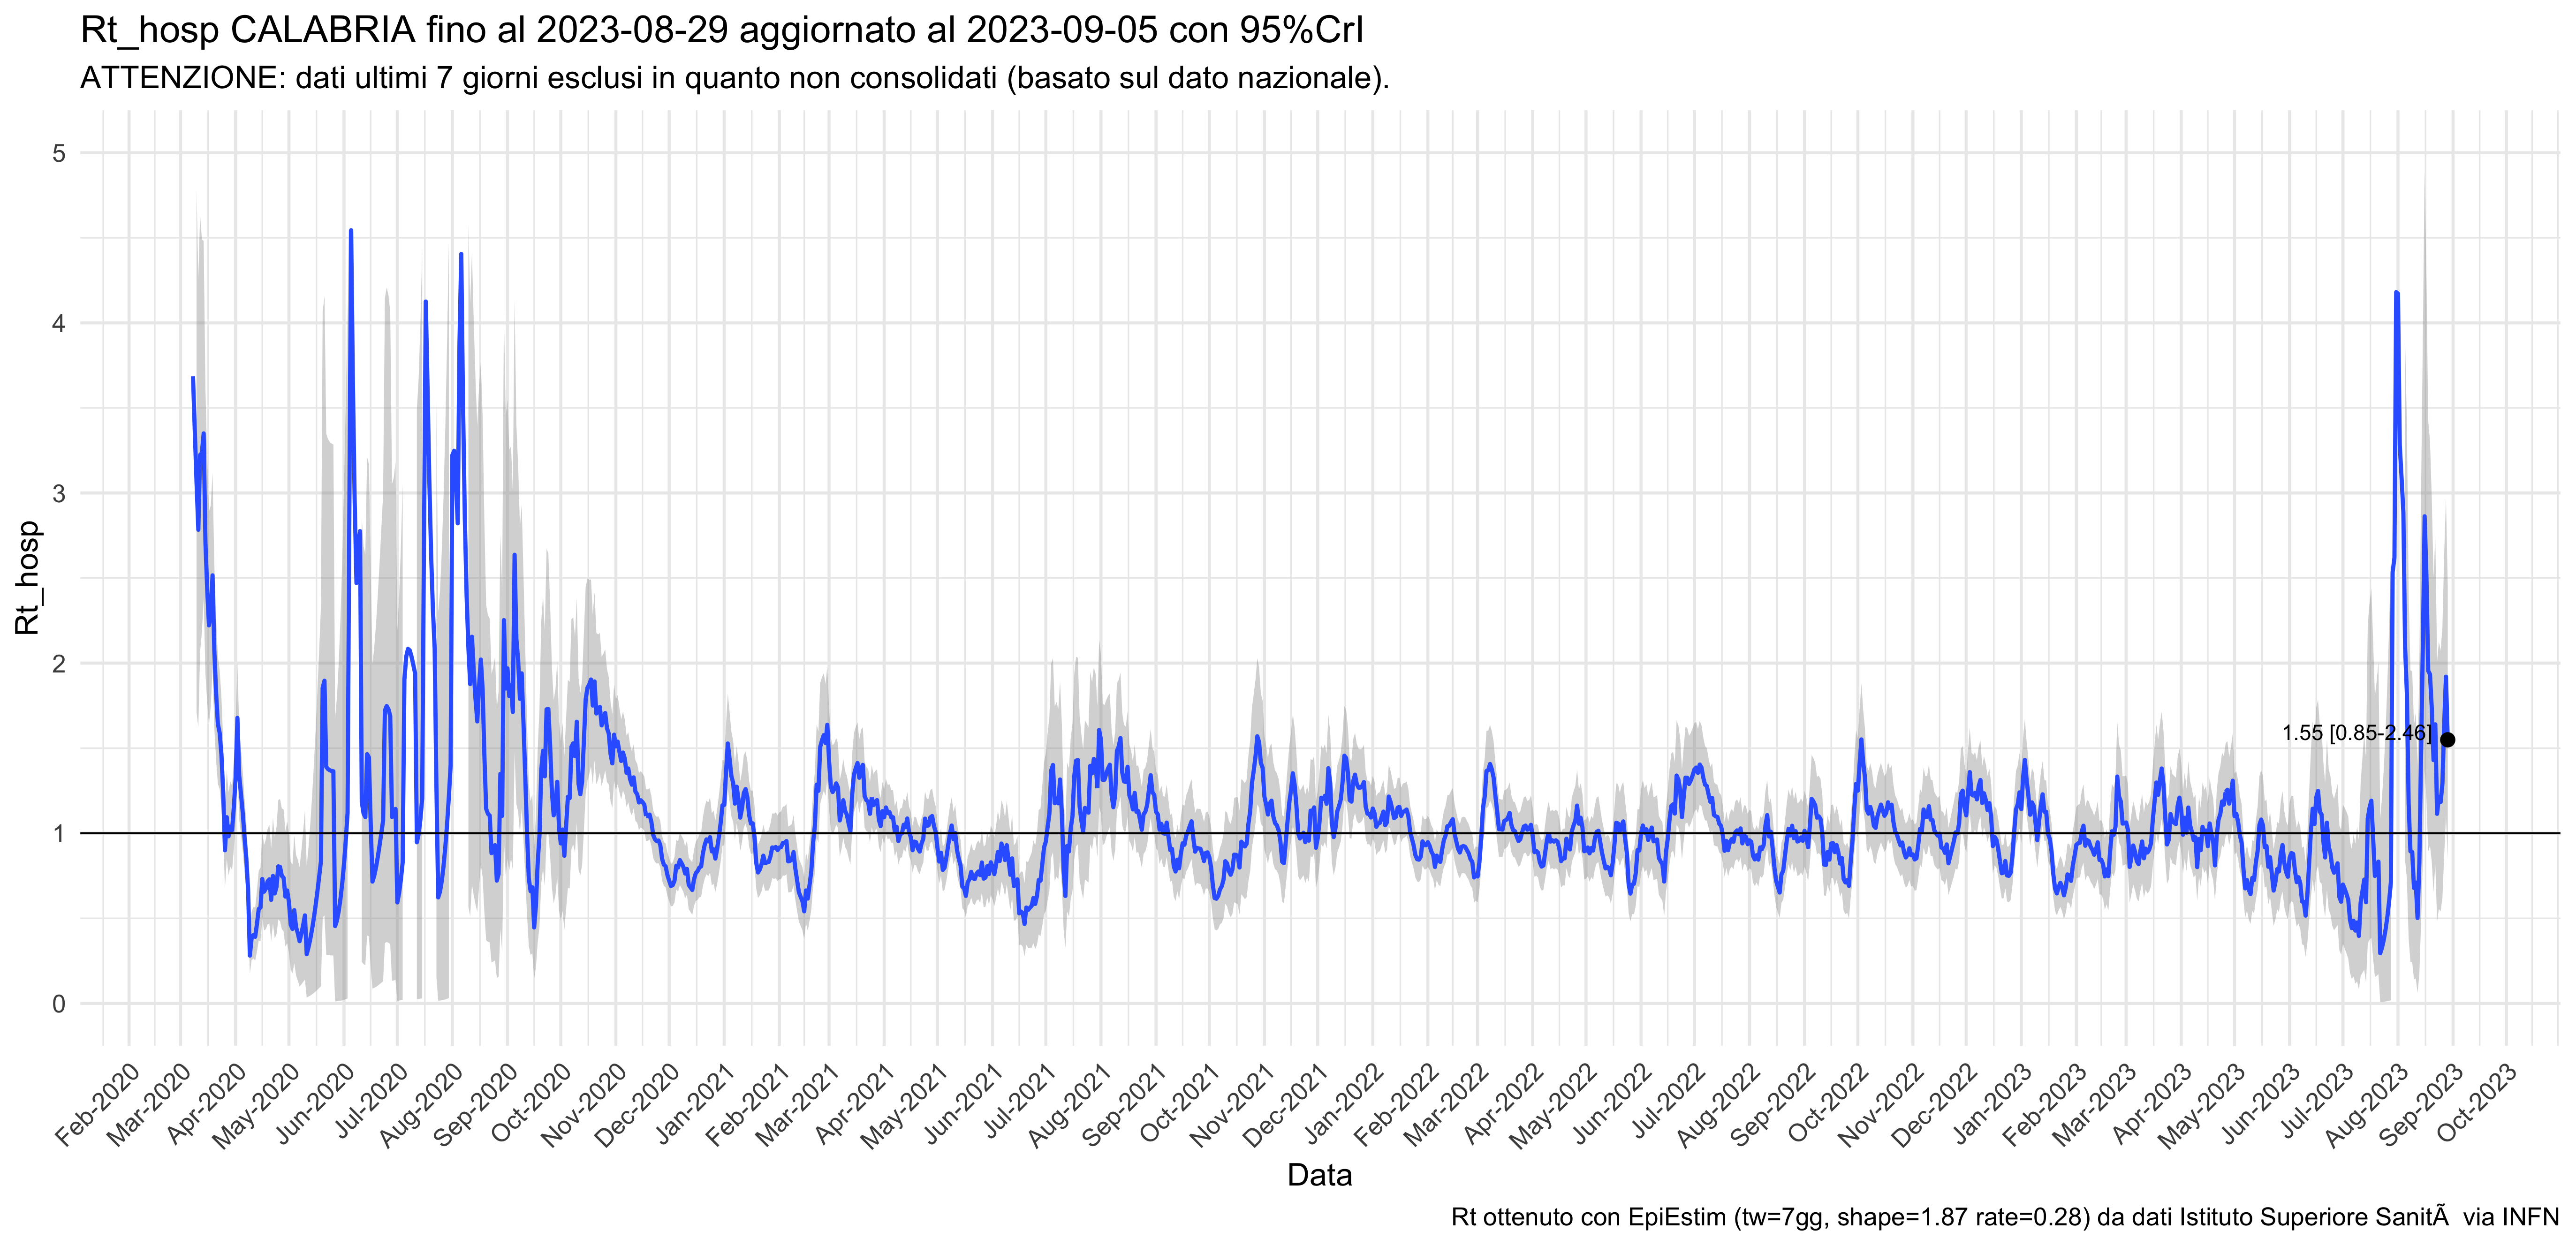 Rt_hosp CALABRIA fino al 2023-08-29 aggiornato al 2023-09-05 con 95%CrI
ATTENZIONE: dati ultimi 7 giorni esclusi in quanto non consolidati (basato sul dato nazionale).
5
4
3
2
1
0
Rt_hosp
1.55 [0.85-2.46]
Feb-2020
Mar-2020
Apr-2020
May-2020
Jun-2020
Jul-2020
Aug-2020
Sep-2020
Oct-2020
Nov-2020
Dec-2020
Jan-2021
Feb-2021
Mar-2021
Apr-2021
May-2021
Jun-2021
Jul-2021
Aug-2021
Sep-2021
Oct-2021
Nov-2021
Dec-2021
Jan-2022
Feb-2022
Mar-2022
Apr-2022
May-2022
Jun-2022
Jul-2022
Aug-2022
Sep-2022
Oct-2022
Nov-2022
Dec-2022
Jan-2023
Feb-2023
Mar-2023
Apr-2023
May-2023
Jun-2023
Jul-2023
Aug-2023
Sep-2023
Oct-2023
Data
Rt ottenuto con EpiEstim (tw=7gg, shape=1.87 rate=0.28) da dati Istituto Superiore SanitÃ  via INFN